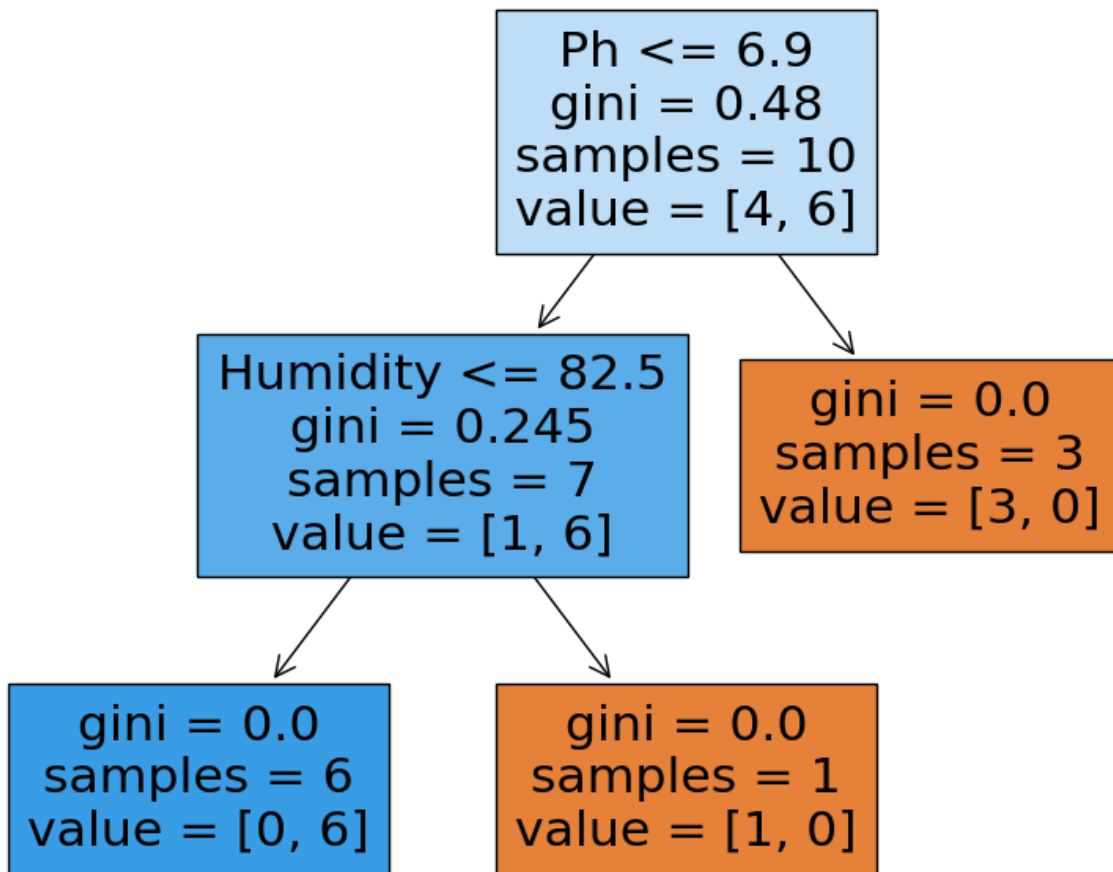 Ph <= 6.9
gini = 0.48
samples = 10
value = [4, 6]
Humidity <= 82.5
gini = 0.245
samples = 7
value = [1, 6]
gini = 0.0
samples = 3
value = [3, 0]
gini = 0.0
samples = 6
value = [0, 6]
gini = 0.0
samples = 1
value = [1, 0]